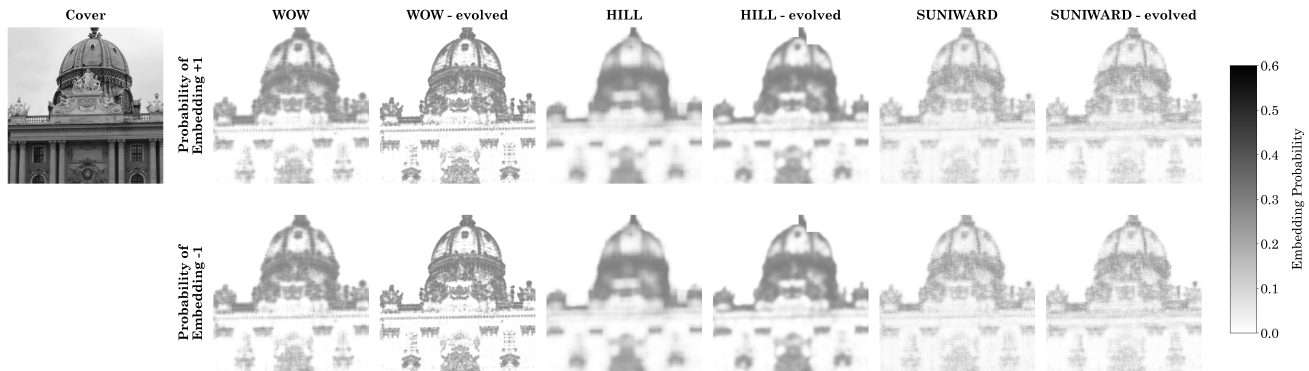 Cover
WOW
WOW - evolved
HILL
HILL - evolved
SUNIWARD
SUNIWARD - evolved
Probability of
Embedding +1
Probability of
Embedding -1
0.6
0.5
0.4
0.3
0.2
0.1
0.0
Embedding Probability